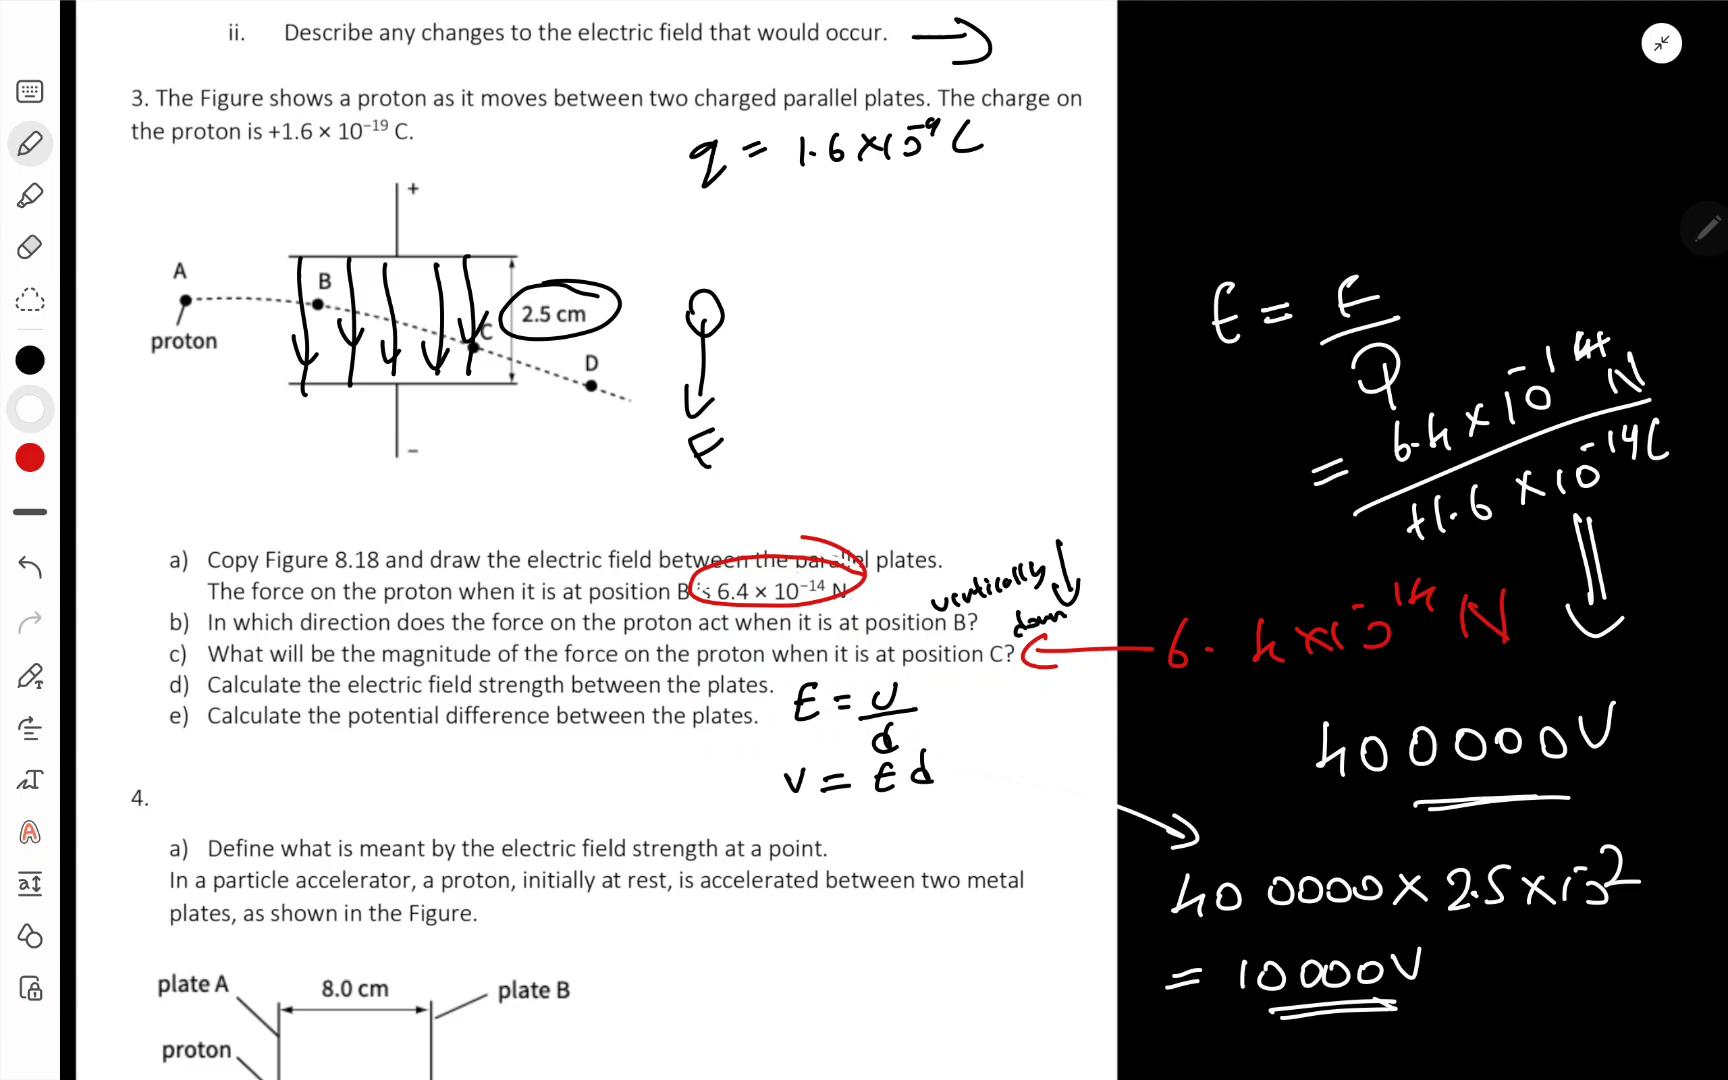 ii. Describe any changes to the electric field that would occur.
3. The Figure shows a proton as it moves between two charged parallel plates. The charge on
the proton is +1.6 × 10⁻¹⁹ C.
q = 1.6 × 10⁻⁹ C
+
A
B
2.5 cm
C
proton
D
F
−
a) Copy Figure 8.18 and draw the electric field between the parallel plates.
The force on the proton when it is at position B is 6.4 × 10⁻¹⁴ N
vertically
down
b) In which direction does the force on the proton act when it is at position B?
c) What will be the magnitude of the force on the proton when it is at position C?
d) Calculate the electric field strength between the plates.
e) Calculate the potential difference between the plates.
E = V/d
V = Ed
4.
a) Define what is meant by the electric field strength at a point.
In a particle accelerator, a proton, initially at rest, is accelerated between two metal
plates, as shown in the Figure.
plate A
8.0 cm
plate B
proton
E = F/Q
= 6.4 × 10⁻¹⁴ N / +1.6 × 10⁻¹⁴ C
6.4 × 10⁻¹⁴ N
400000V
400000 × 2.5 × 10⁻²
= 10000V